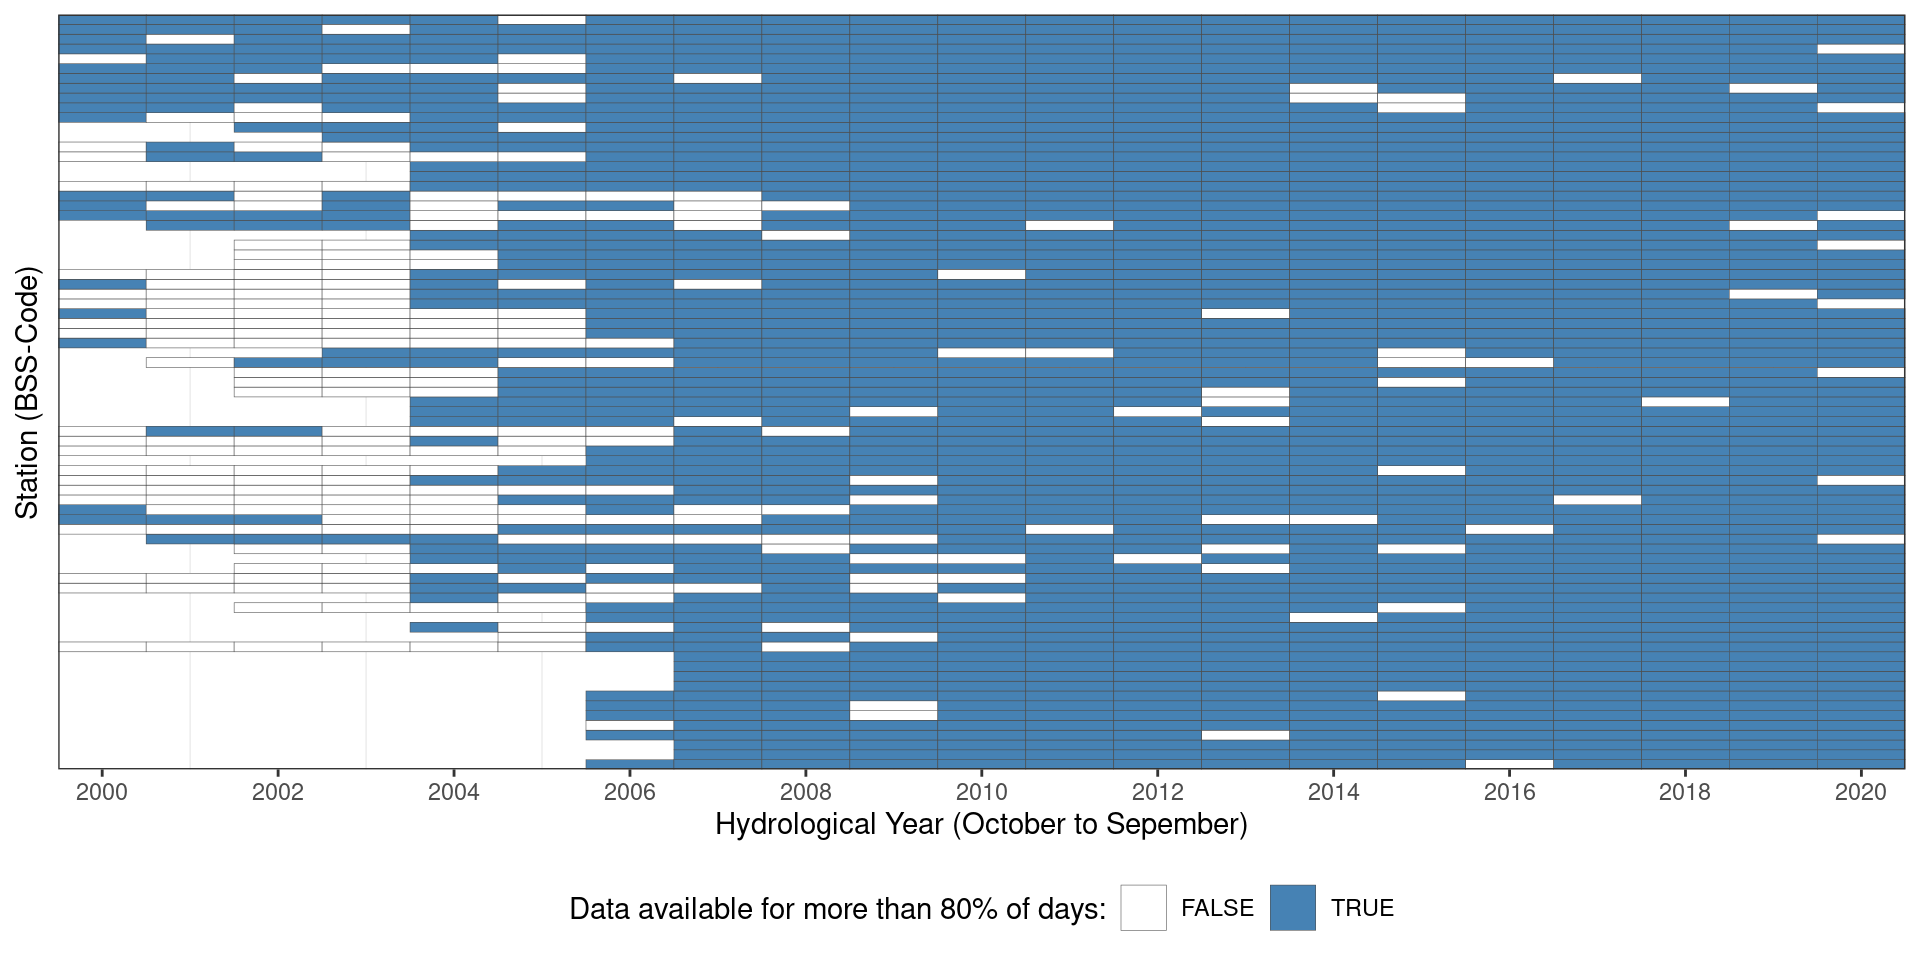 Station (BSS-Code)
2000 2002 2004 2006 2008 2010 2012 2014 2016 2018 2020
Hydrological Year (October to Sepember)
Data available for more than 80% of days: FALSE TRUE